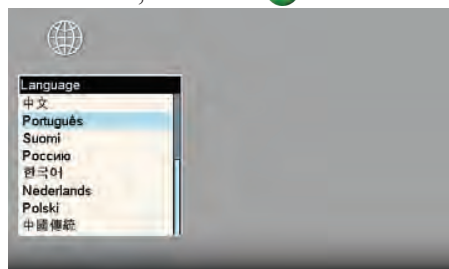 Language
中文
Português
Suomi
Россию
한국어
Nederlands
Polski
中國傳統